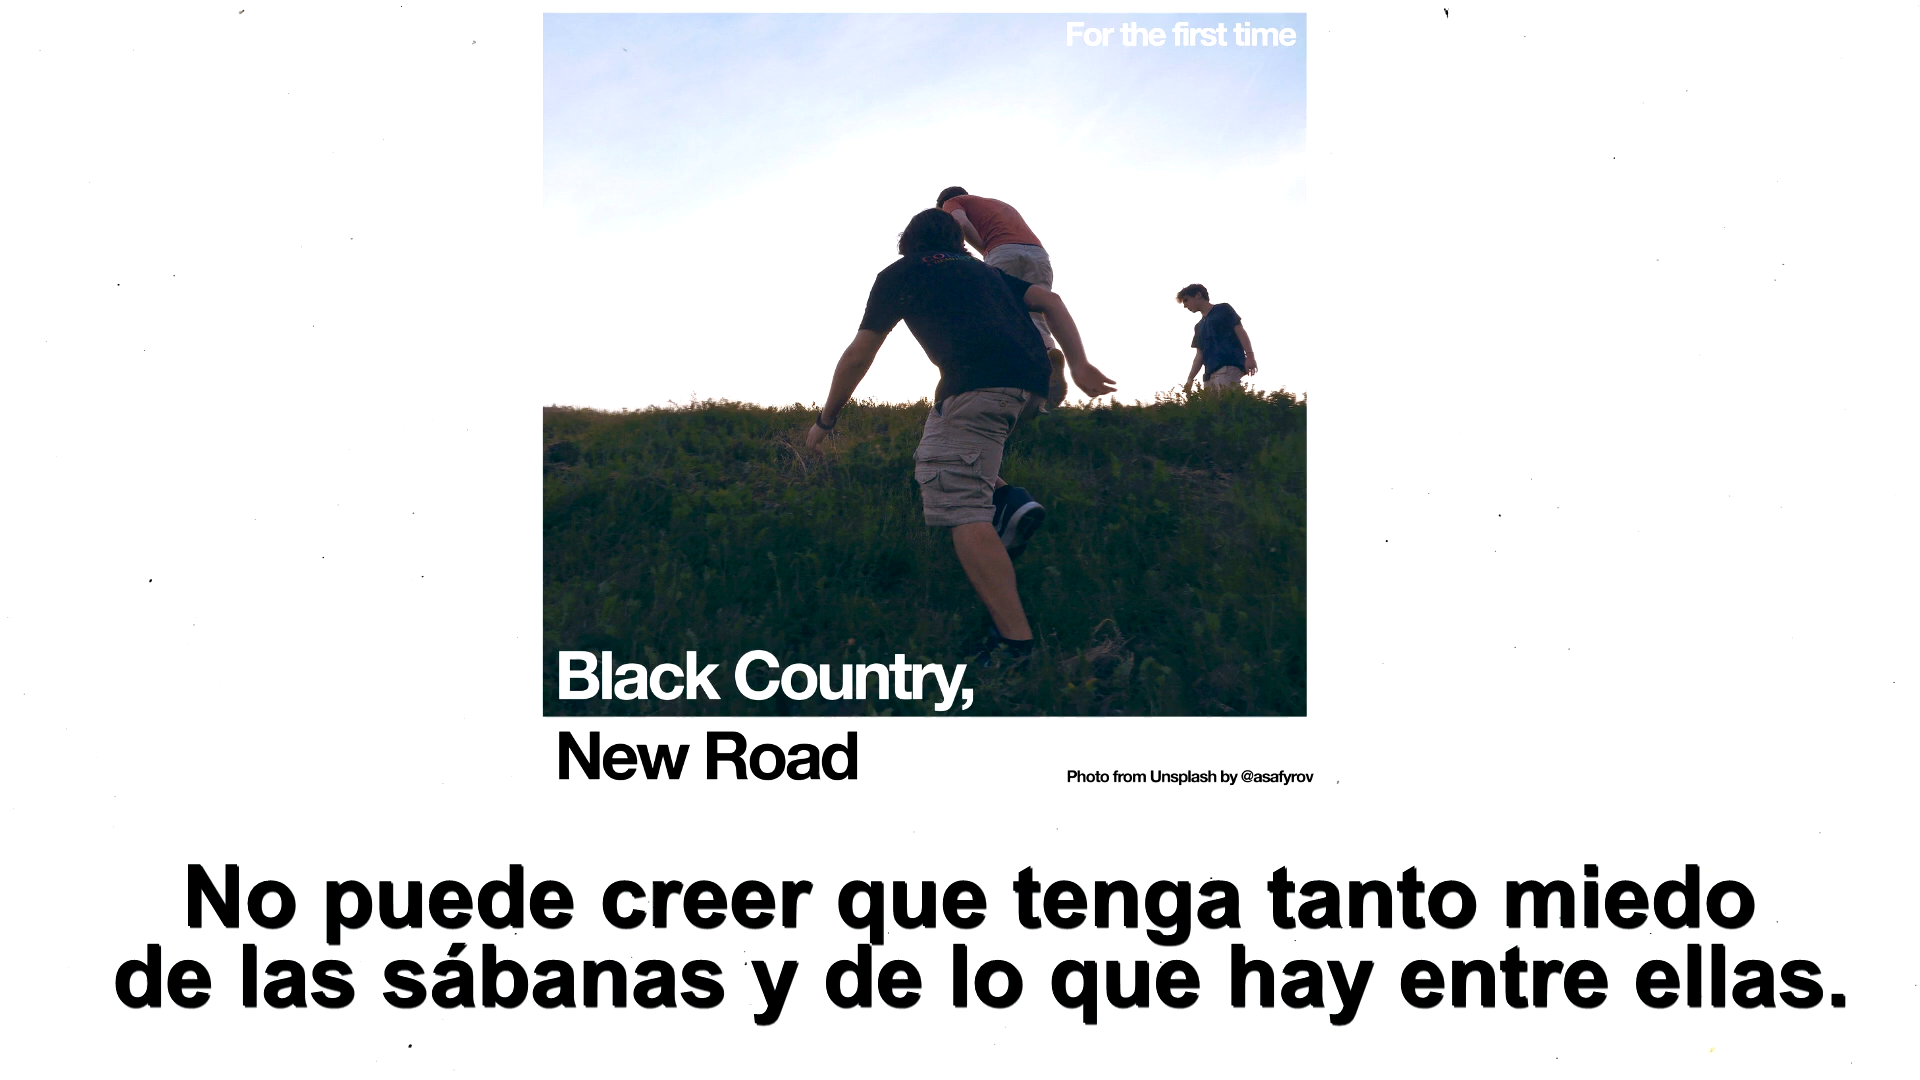 For the first time
Black Country,
New Road
Photo from Unsplash by @asafyrov
No puede creer que tenga tanto miedo
de las sábanas y de lo que hay entre ellas.